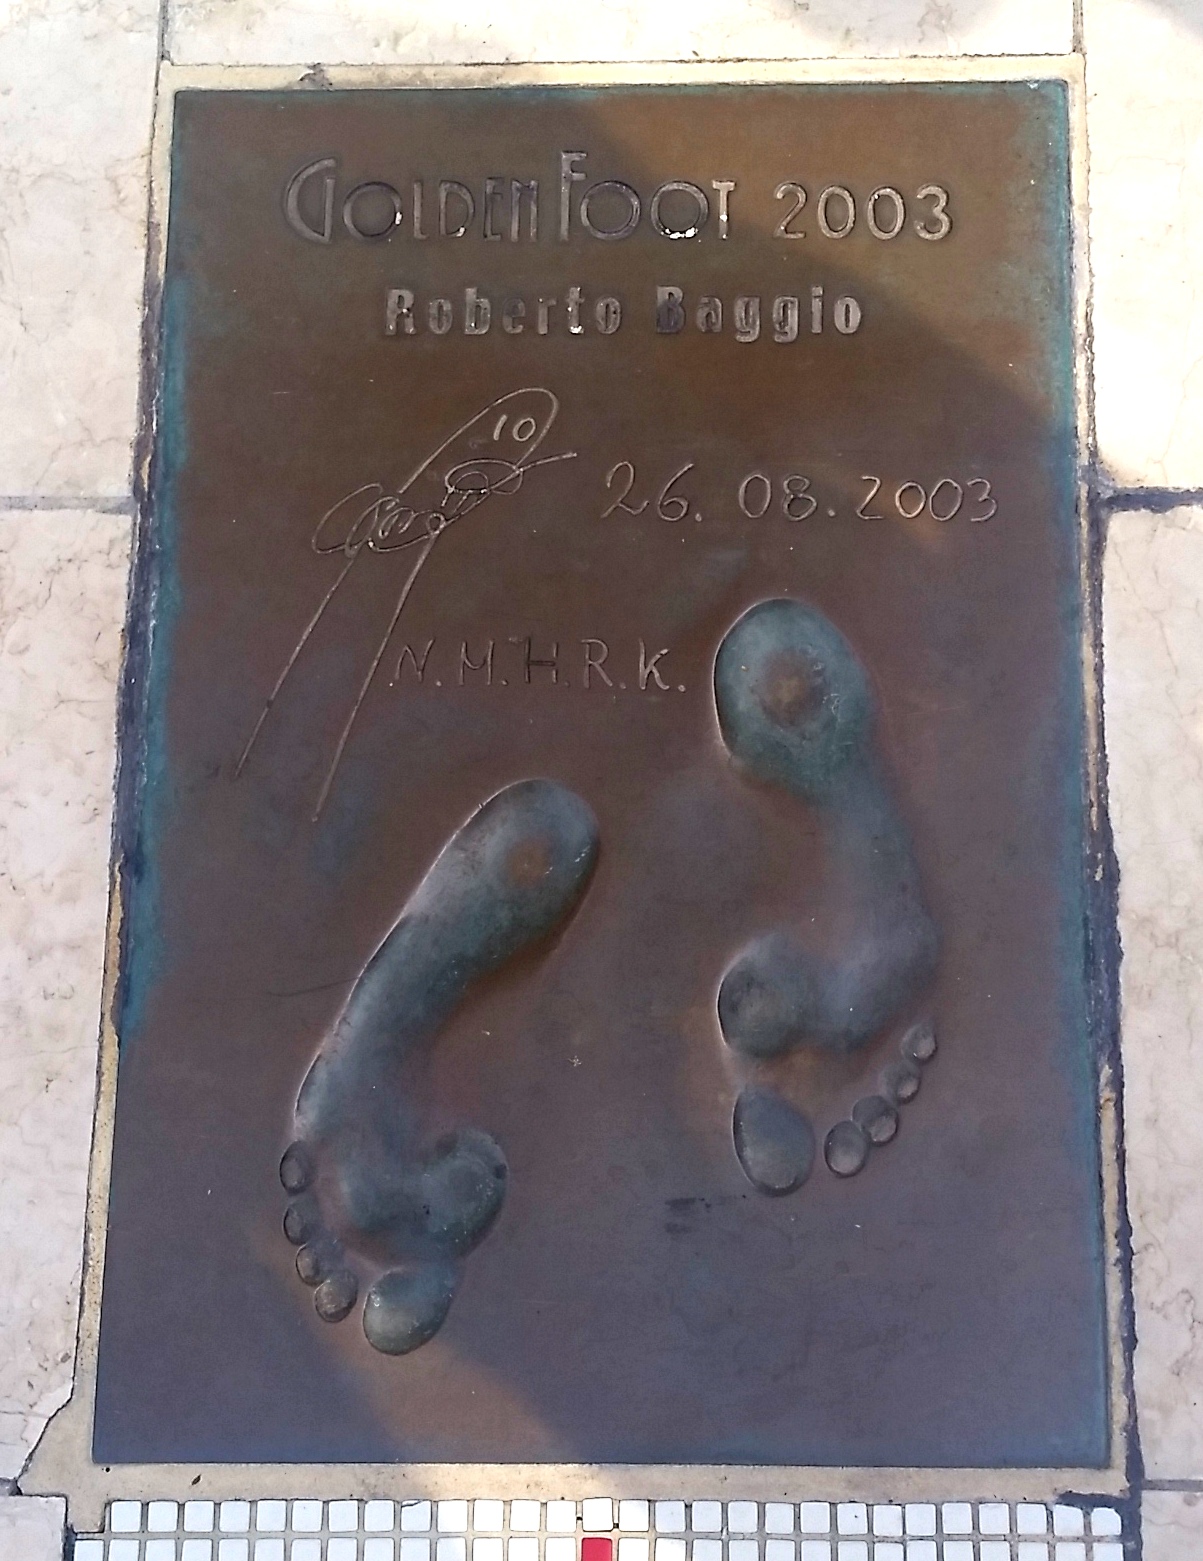 GOLDEN FOOT 2003
Roberto Baggio
10
26. 08. 2003
N.M.H.R.K.